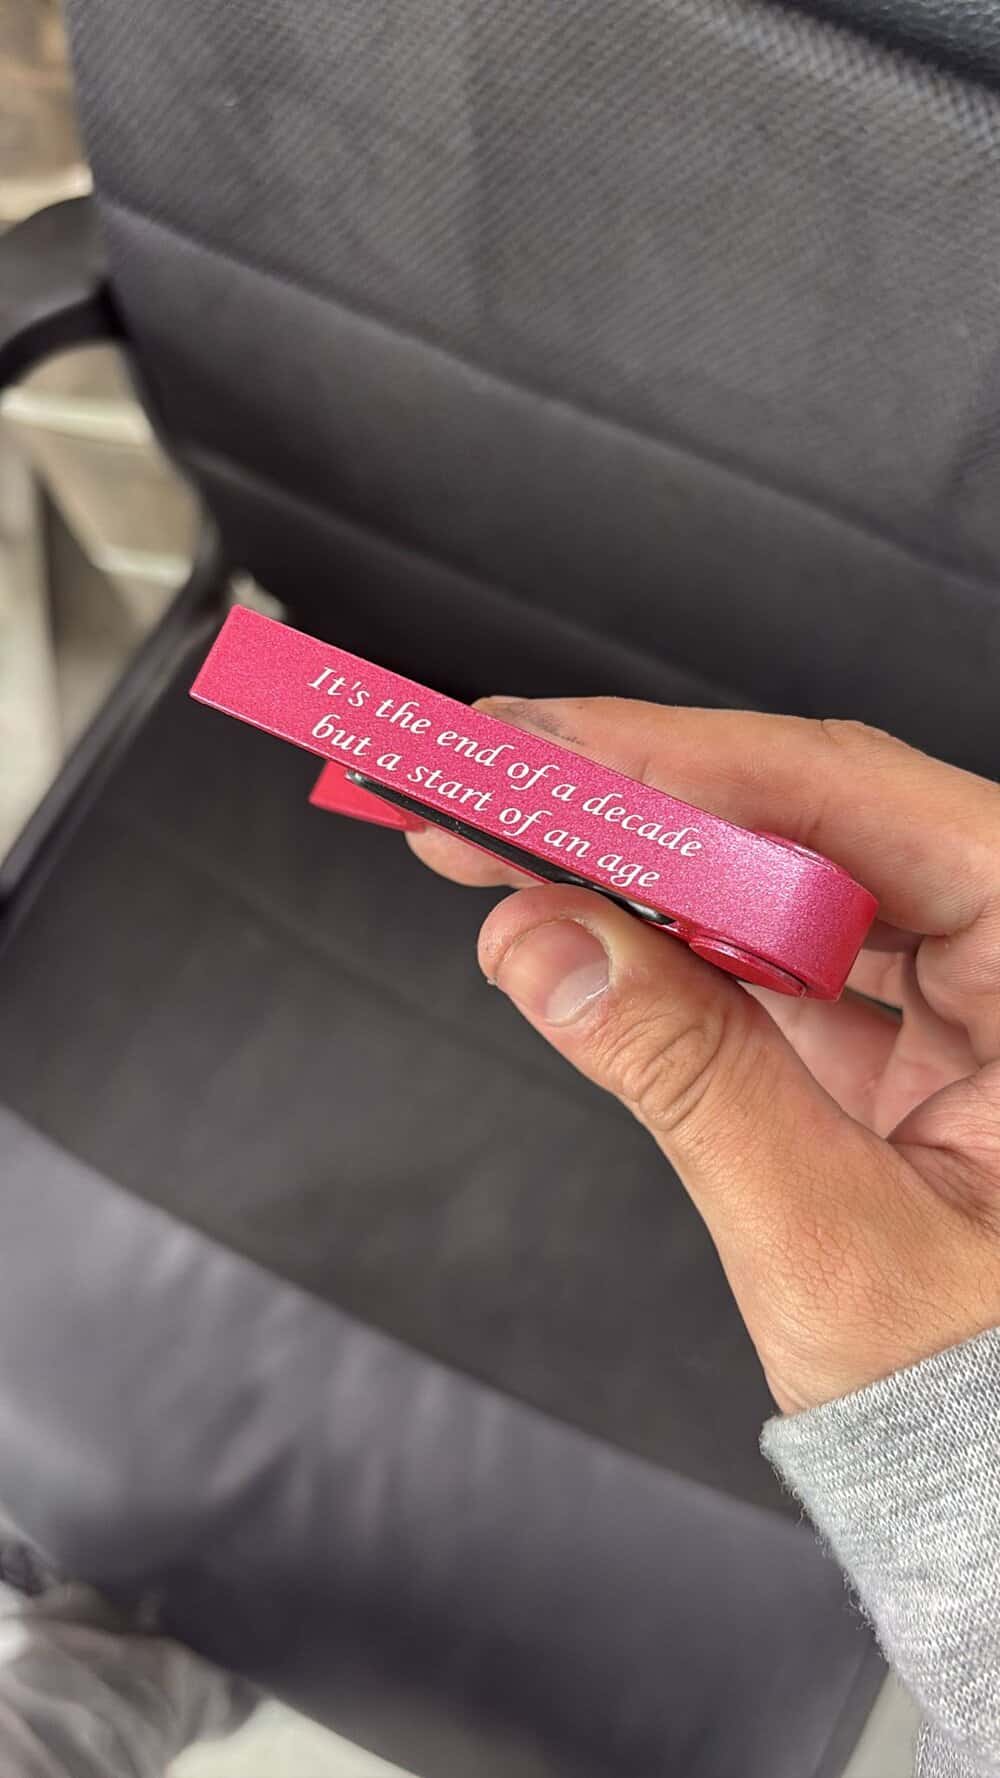 It's the end of a decade
but a start of an age